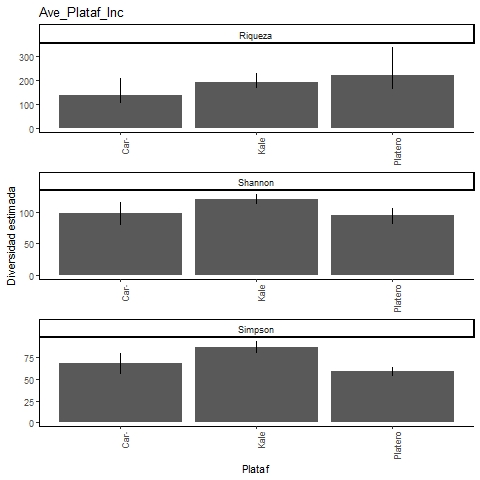 Ave_Plataf_Inc
Riqueza
300
200
100
0
Car-
Kale
Platero
Shannon
100
50
0
Car-
Kale
Platero
Simpson
75
50
25
0
Car-
Kale
Platero
Diversidad estimada
Plataf